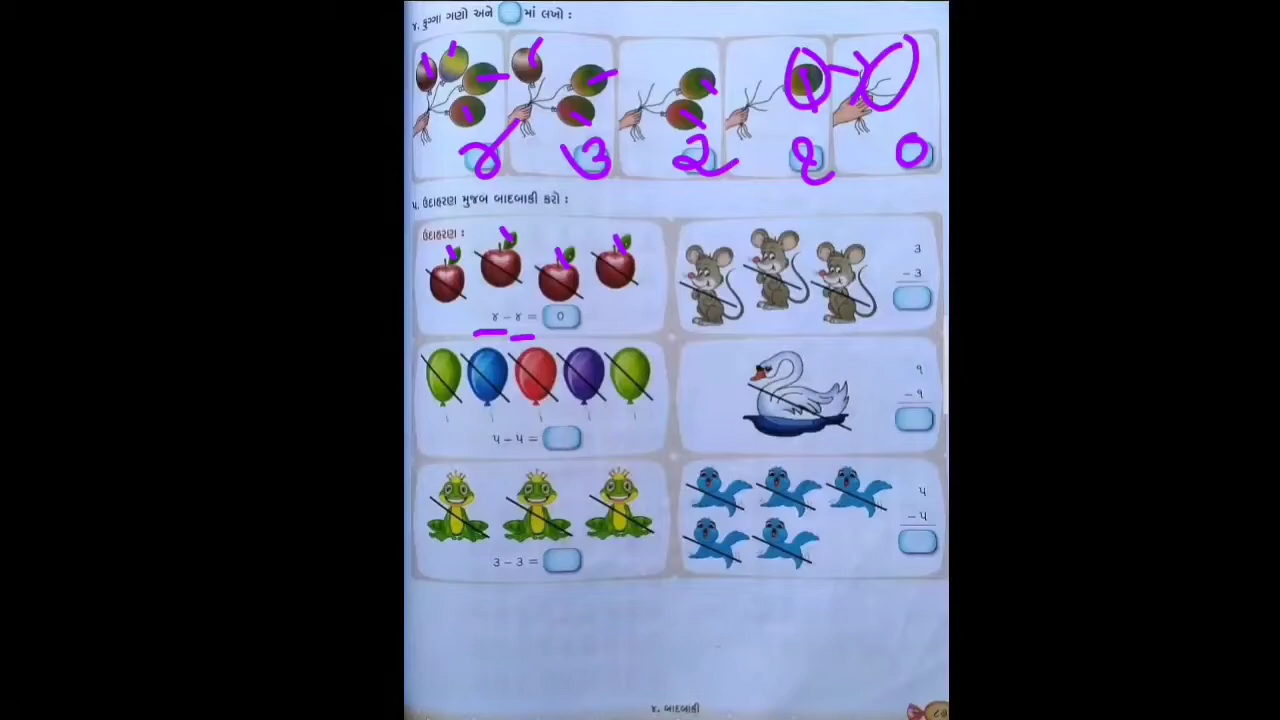 ૪. ફુગ્ગા ગણો અને માં લખો :
૪ ૩ ૨ ૧ ૦
૫. ઉદાહરણ મુજબ બાદબાકી કરો :
ઉદાહરણ :
૪ – ૪ = ૦
૩
– ૩
૫ – ૫ =
૧
– ૧
૩ – ૩ =
૫
– ૫
૪. બાદબાકી